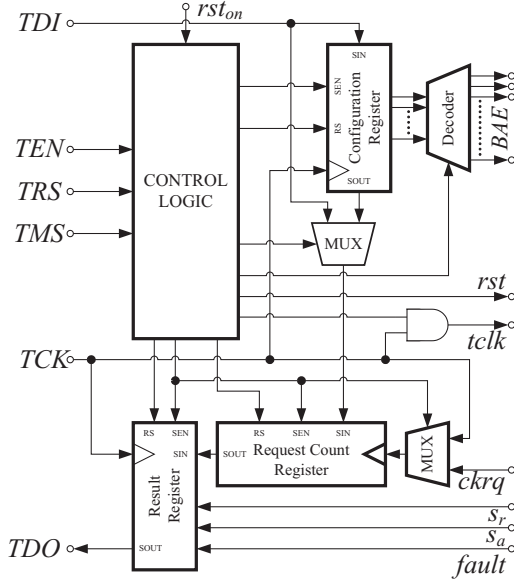 rst_on
TDI
SIN
SEN
Configuration
Register
RS
SOUT
Decoder
BAE
TEN
CONTROL
LOGIC
TRS
TMS
MUX
rst
tclk
TCK
RS
SEN
SIN
SOUT
Result
Register
RS
SEN
SIN
SOUT
Request Count
Register
MUX
ckrq
s_r
s_a
TDO
fault